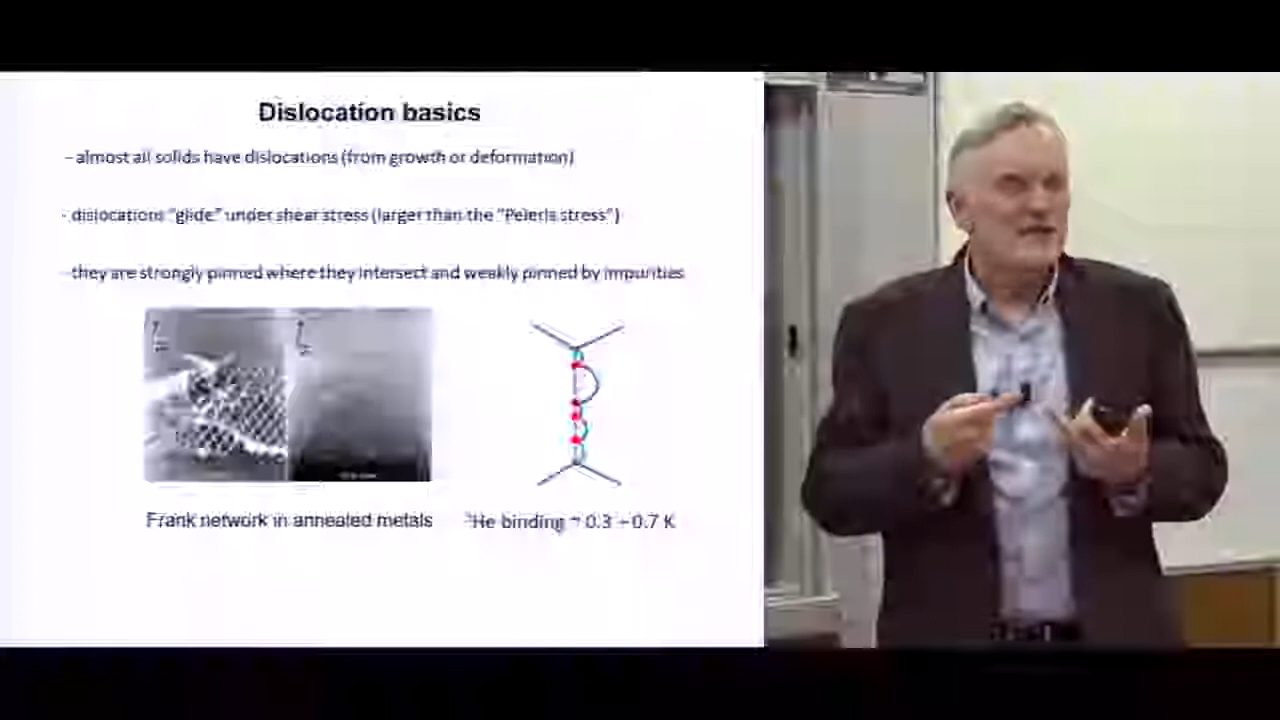 Dislocation basics
- almost all solids have dislocations (from growth or deformation)
- dislocations "glide" under shear stress (larger than the "Peierls stress")
- they are strongly pinned where they intersect and weakly pinned by impurities
Frank network in annealed metals
He binding ~ 0.3 – 0.7 K